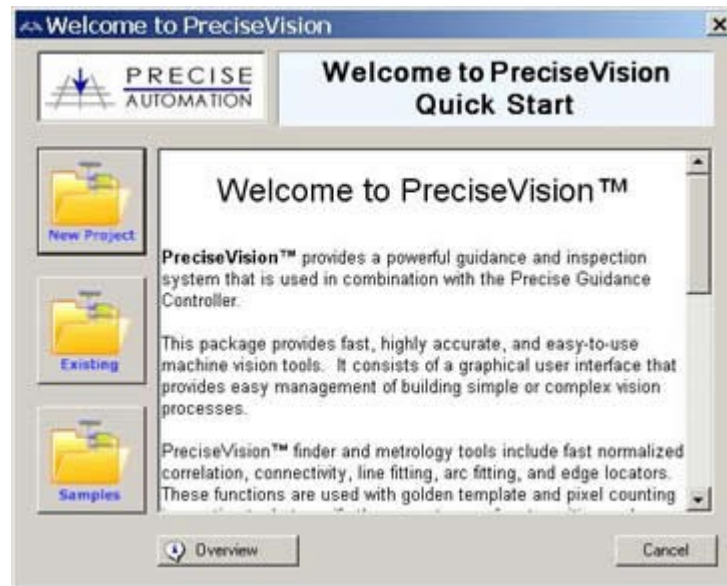 Welcome to PreciseVision
PRECISE
AUTOMATION
Welcome to PreciseVision
Quick Start
New Project
Existing
Samples
Welcome to PreciseVision™
PreciseVision™ provides a powerful guidance and inspection
system that is used in combination with the Precise Guidance
Controller.
This package provides fast, highly accurate, and easy-to-use
machine vision tools. It consists of a graphical user interface that
provides easy management of building simple or complex vision
processes.
PreciseVision™ finder and metrology tools include fast normalized
correlation, connectivity, line fitting, arc fitting, and edge locators.
These functions are used with golden template and pixel counting
Overview
Cancel